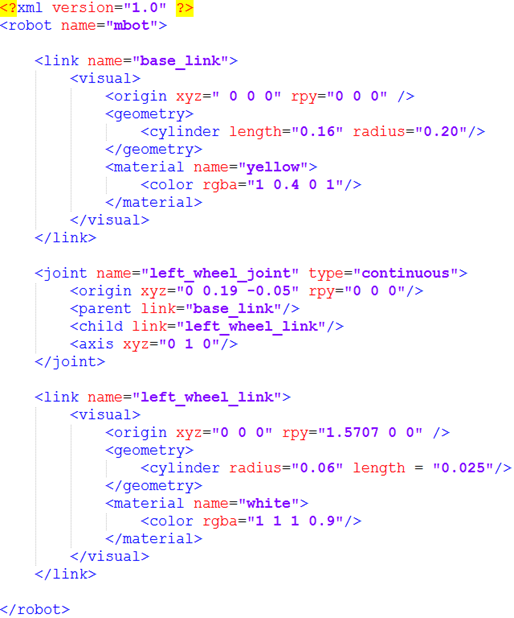 <?xml version="1.0" ?>
<robot name="mbot">
<link name="base_link">
<visual>
<origin xyz=" 0 0 0" rpy="0 0 0" />
<geometry>
<cylinder length="0.16" radius="0.20"/>
</geometry>
<material name="yellow">
<color rgba="1 0.4 0 1"/>
</material>
</visual>
</link>
<joint name="left_wheel_joint" type="continuous">
<origin xyz="0 0.19 -0.05" rpy="0 0 0"/>
<parent link="base_link"/>
<child link="left_wheel_link"/>
<axis xyz="0 1 0"/>
</joint>
<link name="left_wheel_link">
<visual>
<origin xyz="0 0 0" rpy="1.5707 0 0" />
<geometry>
<cylinder radius="0.06" length = "0.025"/>
</geometry>
<material name="white">
<color rgba="1 1 1 0.9"/>
</material>
</visual>
</link>
</robot>